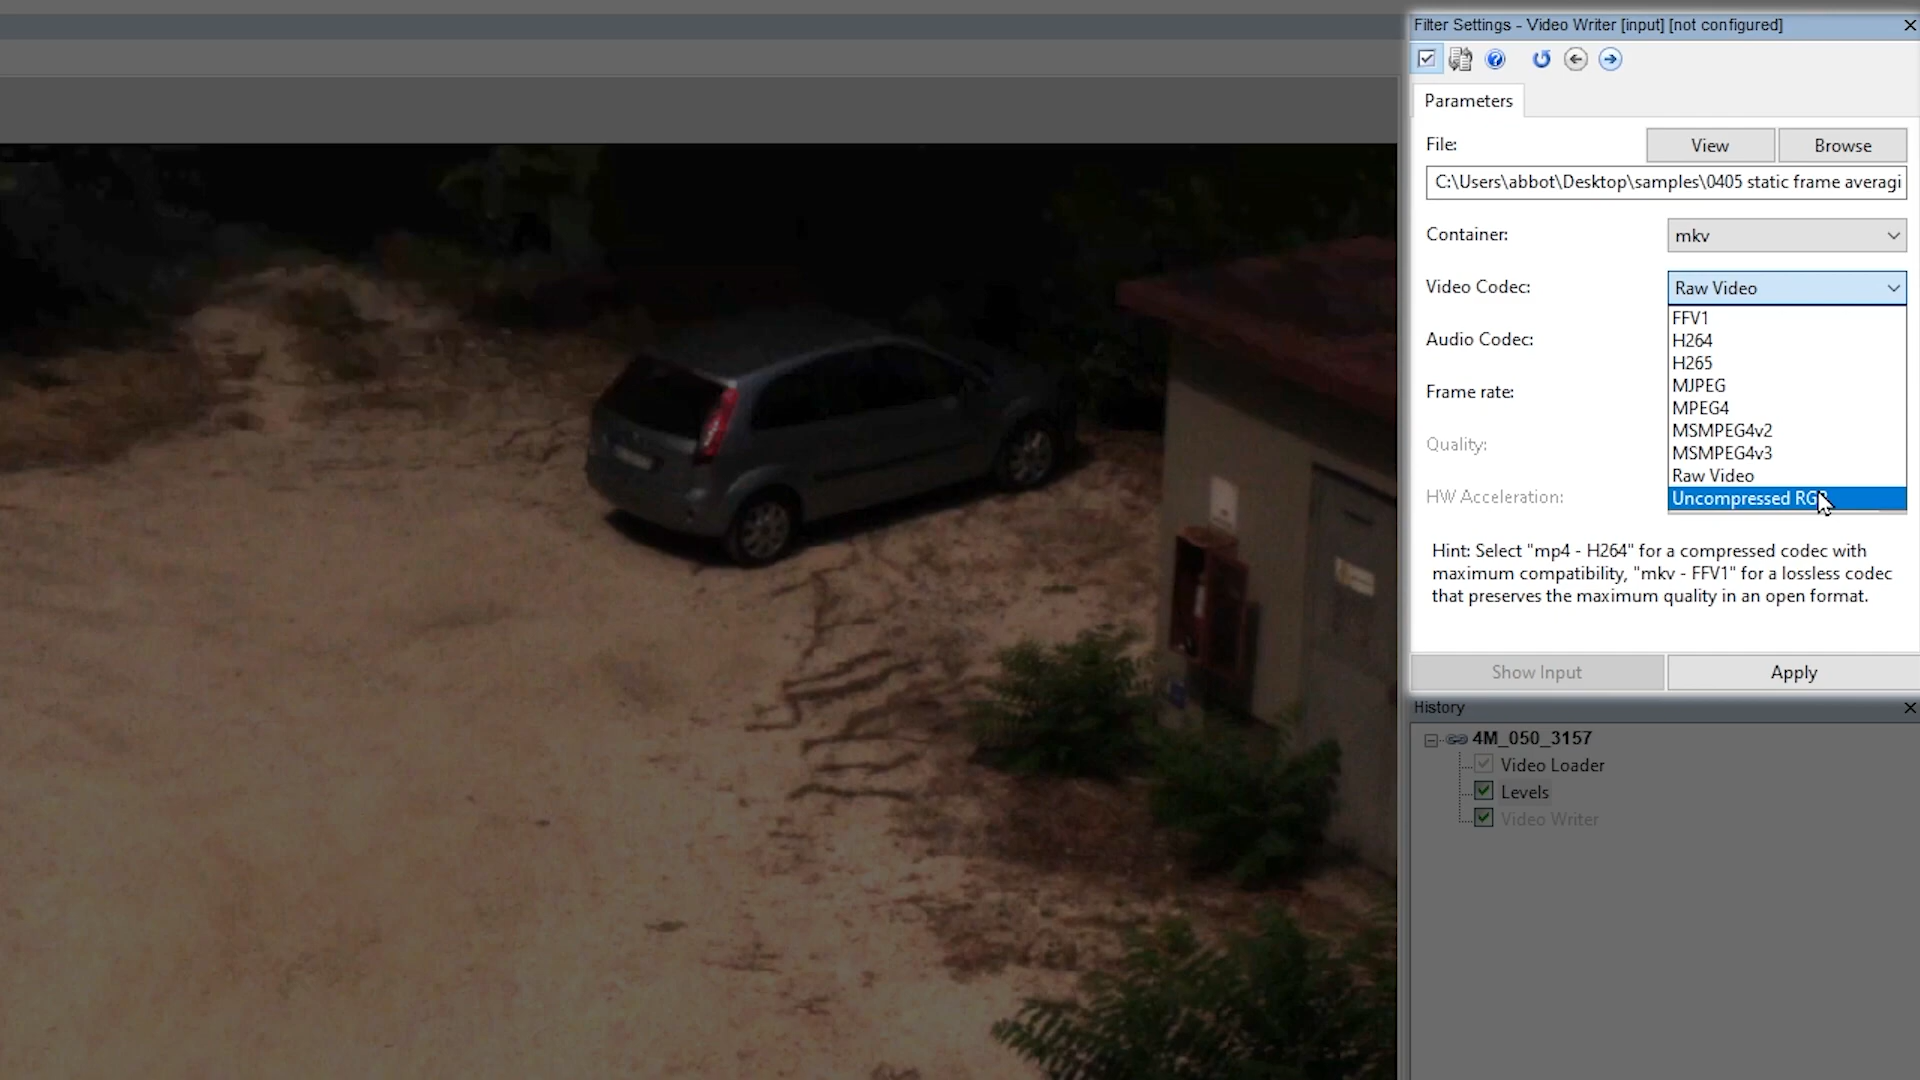 Filter Settings - Video Writer [input] [not configured]
Parameters
File:
View
Browse
C:\Users\abbot\Desktop\samples\0405 static frame averagi
Container:
mkv
Video Codec:
Raw Video
FFV1
H264
H265
MJPEG
MPEG4
MSMPEG4v2
MSMPEG4v3
Raw Video
Uncompressed RGB
Audio Codec:
Frame rate:
Quality:
HW Acceleration:
Hint: Select "mp4 - H264" for a compressed codec with
maximum compatibility, "mkv - FFV1" for a lossless codec
that preserves the maximum quality in an open format.
Show Input
Apply
History
4M_050_3157
Video Loader
Levels
Video Writer